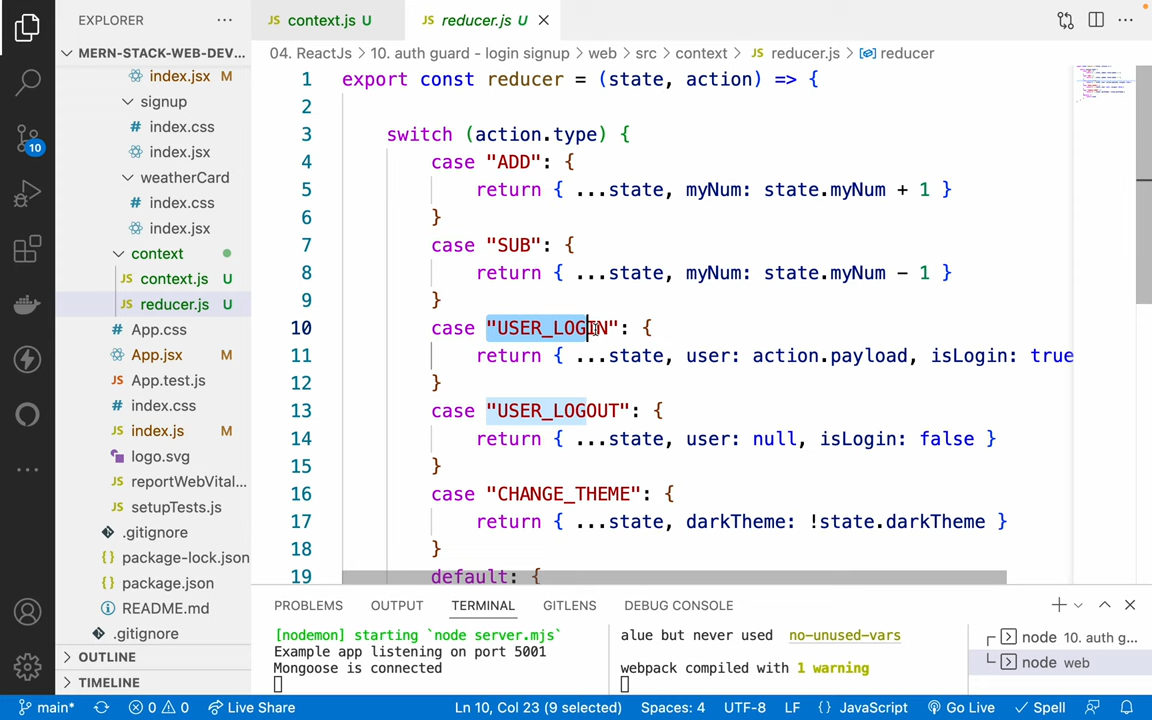 EXPLORER
MERN-STACK-WEB-DEV...
index.jsx M
signup
index.css
index.jsx
weatherCard
index.css
index.jsx
context
JS context.js U
JS reducer.js U
App.css
App.jsx M
JS App.test.js
index.css
JS index.js M
logo.svg
JS reportWebVital...
JS setupTests.js
.gitignore
{} package-lock.json
{} package.json
README.md
.gitignore
OUTLINE
TIMELINE
10
JS context.js U
JS reducer.js U
04. ReactJs > 10. auth guard - login signup > web > src > context > JS reducer.js > reducer
1 export const reducer = (state, action) => {
2
3 switch (action.type) {
4 case "ADD": {
5 return { ...state, myNum: state.myNum + 1 }
6 }
7 case "SUB": {
8 return { ...state, myNum: state.myNum - 1 }
9 }
10 case "USER_LOGIN": {
11 return { ...state, user: action.payload, isLogin: true
12 }
13 case "USER_LOGOUT": {
14 return { ...state, user: null, isLogin: false }
15 }
16 case "CHANGE_THEME": {
17 return { ...state, darkTheme: !state.darkTheme }
18 }
19 default: {
PROBLEMS OUTPUT TERMINAL GITLENS DEBUG CONSOLE
[nodemon] starting `node server.mjs`
Example app listening on port 5001
Mongoose is connected
alue but never used no-unused-vars
webpack compiled with 1 warning
node 10. auth g...
node web
main* 0 0 Live Share Ln 10, Col 23 (9 selected) Spaces: 4 UTF-8 LF {} JavaScript Go Live Spell